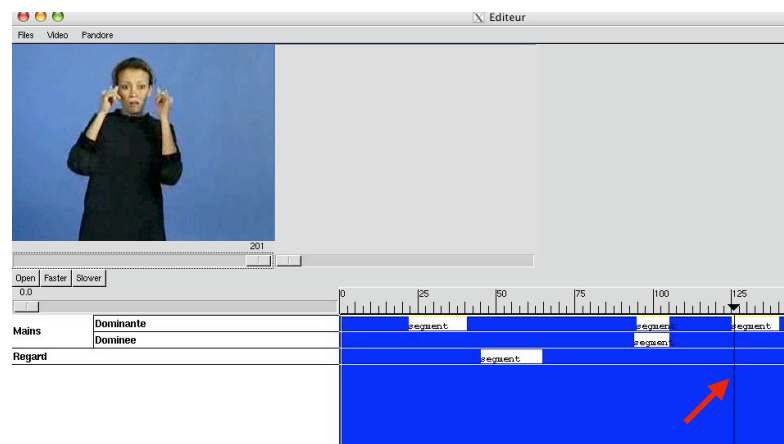 X Editeur
Files Video Pandore
201
Open Faster Slower
0.0
0 25 50 75 100 125
Mains
Dominante
segment segment segment
Dominee
segment
Regard
segment